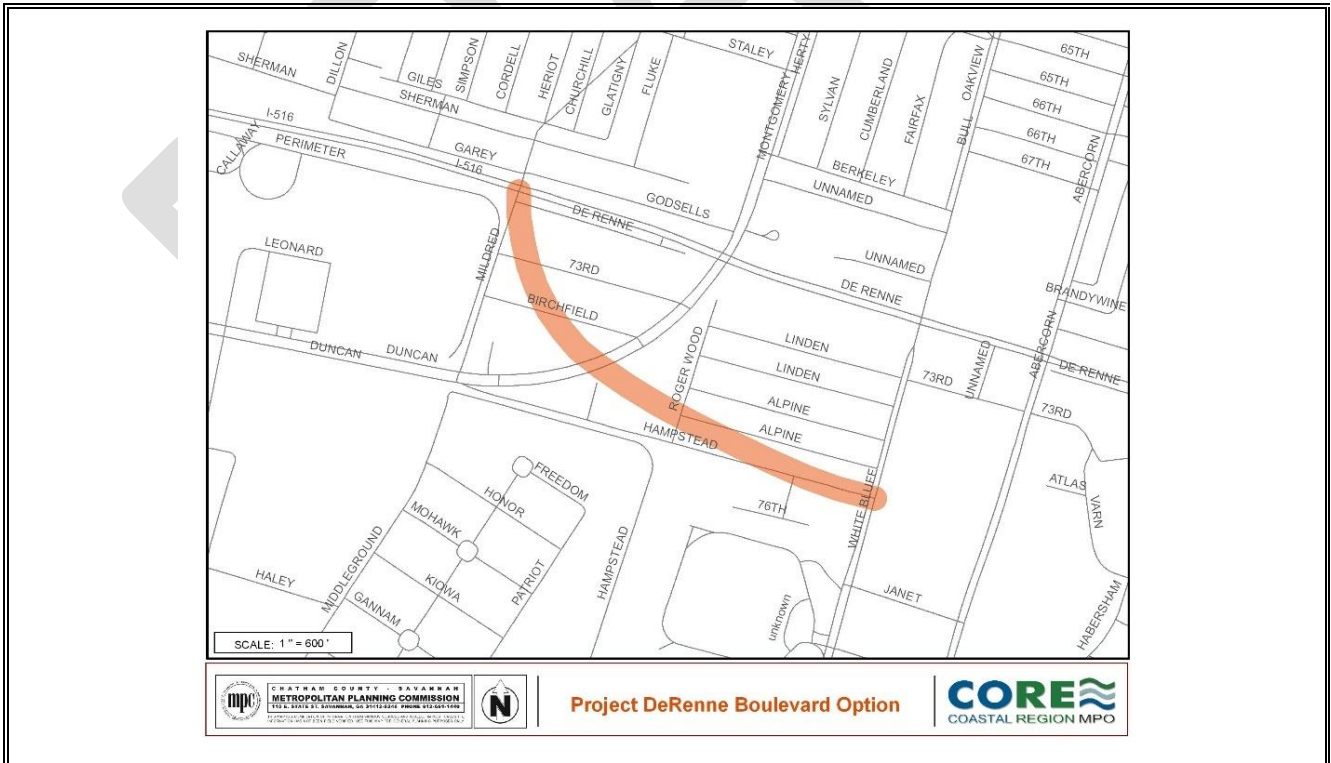 STALEY
65TH
SHERMAN
DILLON
SIMPSON
CORDELL
HERIOT
CHURCHILL
GLATIGNY
FLUKE
MONTGOMERY
HERTY
SYLVAN
CUMBERLAND
FAIRFAX
BULL
OAKVIEW
65TH
GILES
SHERMAN
66TH
66TH
67TH
ABERCORN
I-516
CALLAWAY
PERIMETER
GAREY
I-516
BERKELEY
UNNAMED
GODSELLS
DE RENNE
LEONARD
MILDRED
73RD
UNNAMED
DE RENNE
BRANDYWINE
BIRCHFIELD
DUNCAN
DUNCAN
ROGER WOOD
LINDEN
LINDEN
73RD
UNNAMED
ABERCORN
DE RENNE
ALPINE
ALPINE
73RD
HAMPSTEAD
FREEDOM
HONOR
MOHAWK
76TH
WHITE BLUFF
ATLAS
VARN
MIDDLEGROUND
KIOWA
PATRIOT
HAMPSTEAD
HALEY
GANNAM
unknown
JANET
HABERSHAM
SCALE: 1 " = 600 '
mpc
CHATHAM COUNTY - SAVANNAH
METROPOLITAN PLANNING COMMISSION
N
Project DeRenne Boulevard Option
CORE
COASTAL REGION MPO